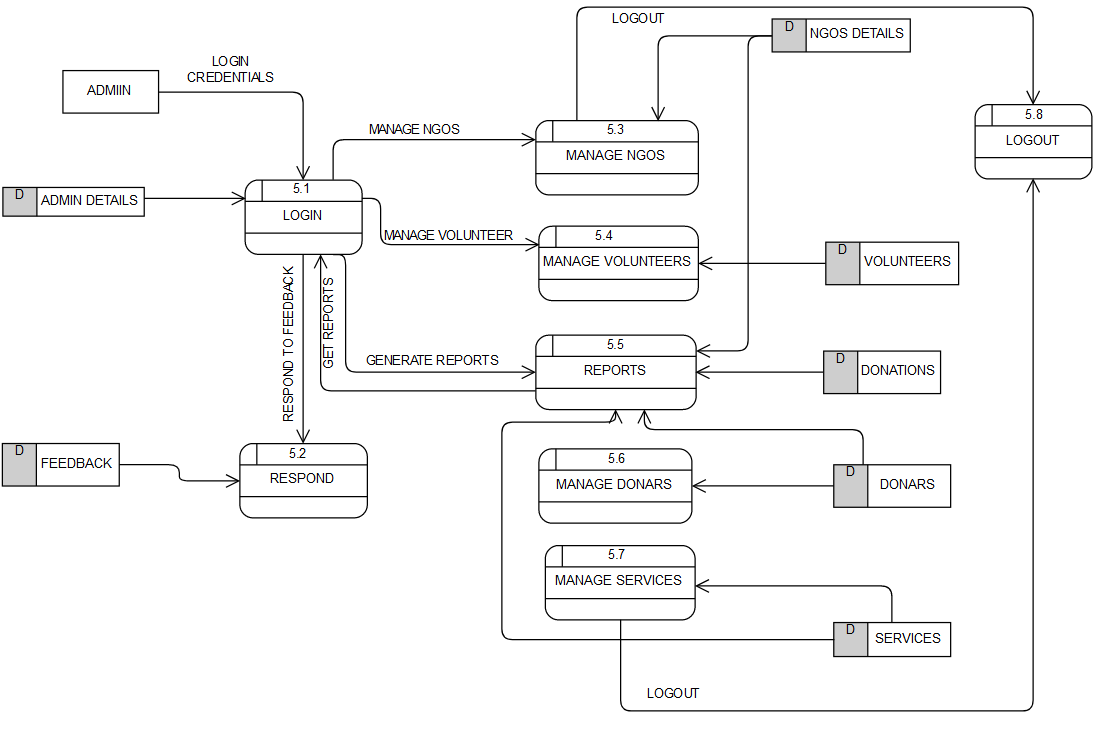 LOGOUT
D
NGOS DETAILS
LOGIN
CREDENTIALS
ADMIIN
5.8
LOGOUT
MANAGE NGOS
5.3
MANAGE NGOS
D
ADMIN DETAILS
5.1
LOGIN
MANAGE VOLUNTEER
5.4
MANAGE VOLUNTEERS
D
VOLUNTEERS
RESPOND TO FEEDBACK
GET REPORTS
GENERATE REPORTS
5.5
REPORTS
D
DONATIONS
D
FEEDBACK
5.2
RESPOND
5.6
MANAGE DONARS
D
DONARS
5.7
MANAGE SERVICES
D
SERVICES
LOGOUT